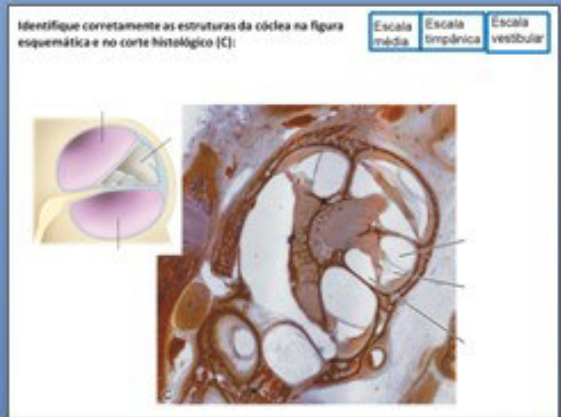 Identifique corretamente as estruturas da cóclea na figura
esquemática e no corte histológico (C):
Escala
média
Escala
timpânica
Escala
vestibular
C